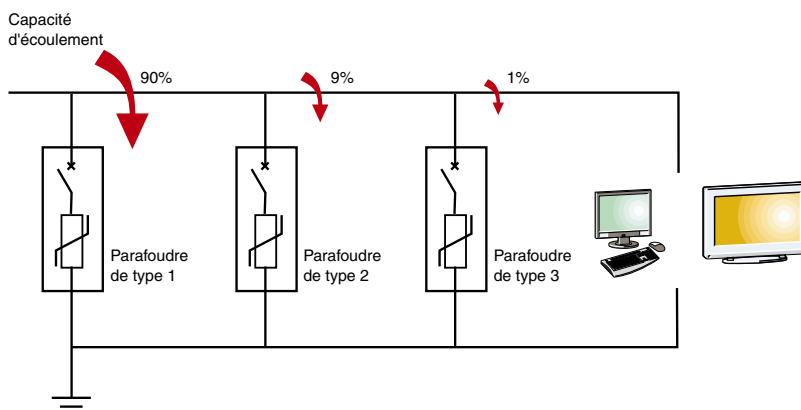 Capacité
d'écoulement
90%
9%
1%
Parafoudre
de type 1
Parafoudre
de type 2
Parafoudre
de type 3